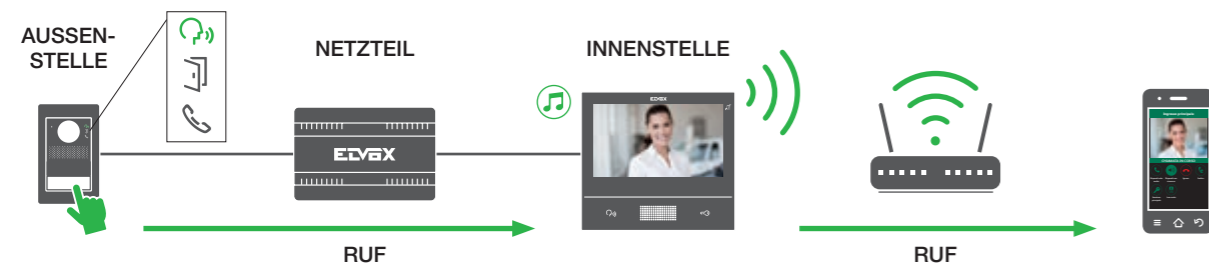 AUSSEN-
STELLE
NETZTEIL
INNENSTELLE
ELVOX
ELVOX
RUF
RUF